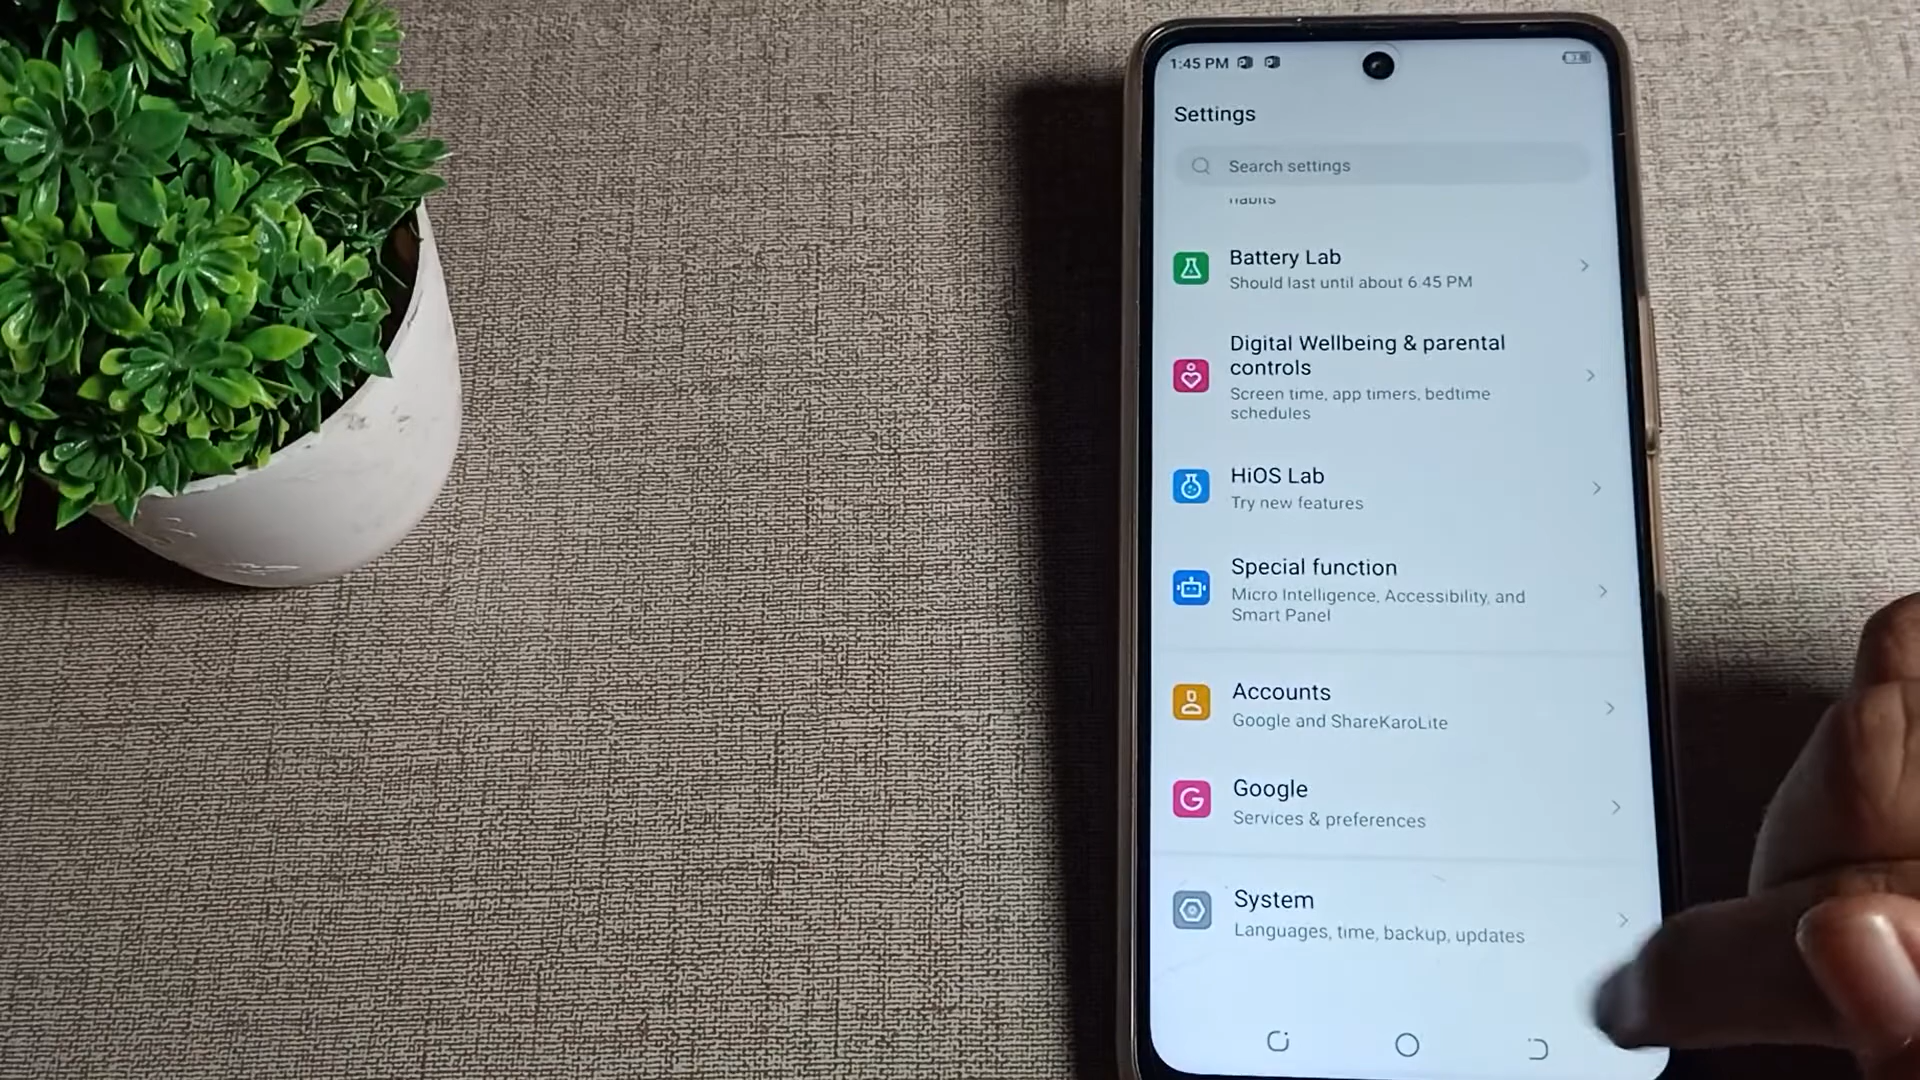 1:45 PM
Settings
Search settings
habits
Battery Lab
Should last until about 6 45 PM
Digital Wellbeing & parental
controls
Screen time, app timers, bedtime
schedules
HiOS Lab
Try new features
Special function
Micro Intelligence, Accessibility, and
Smart Panel
Accounts
Google and ShareKaroLite
Google
Services & preferences
System
Languages, time, backup, updates